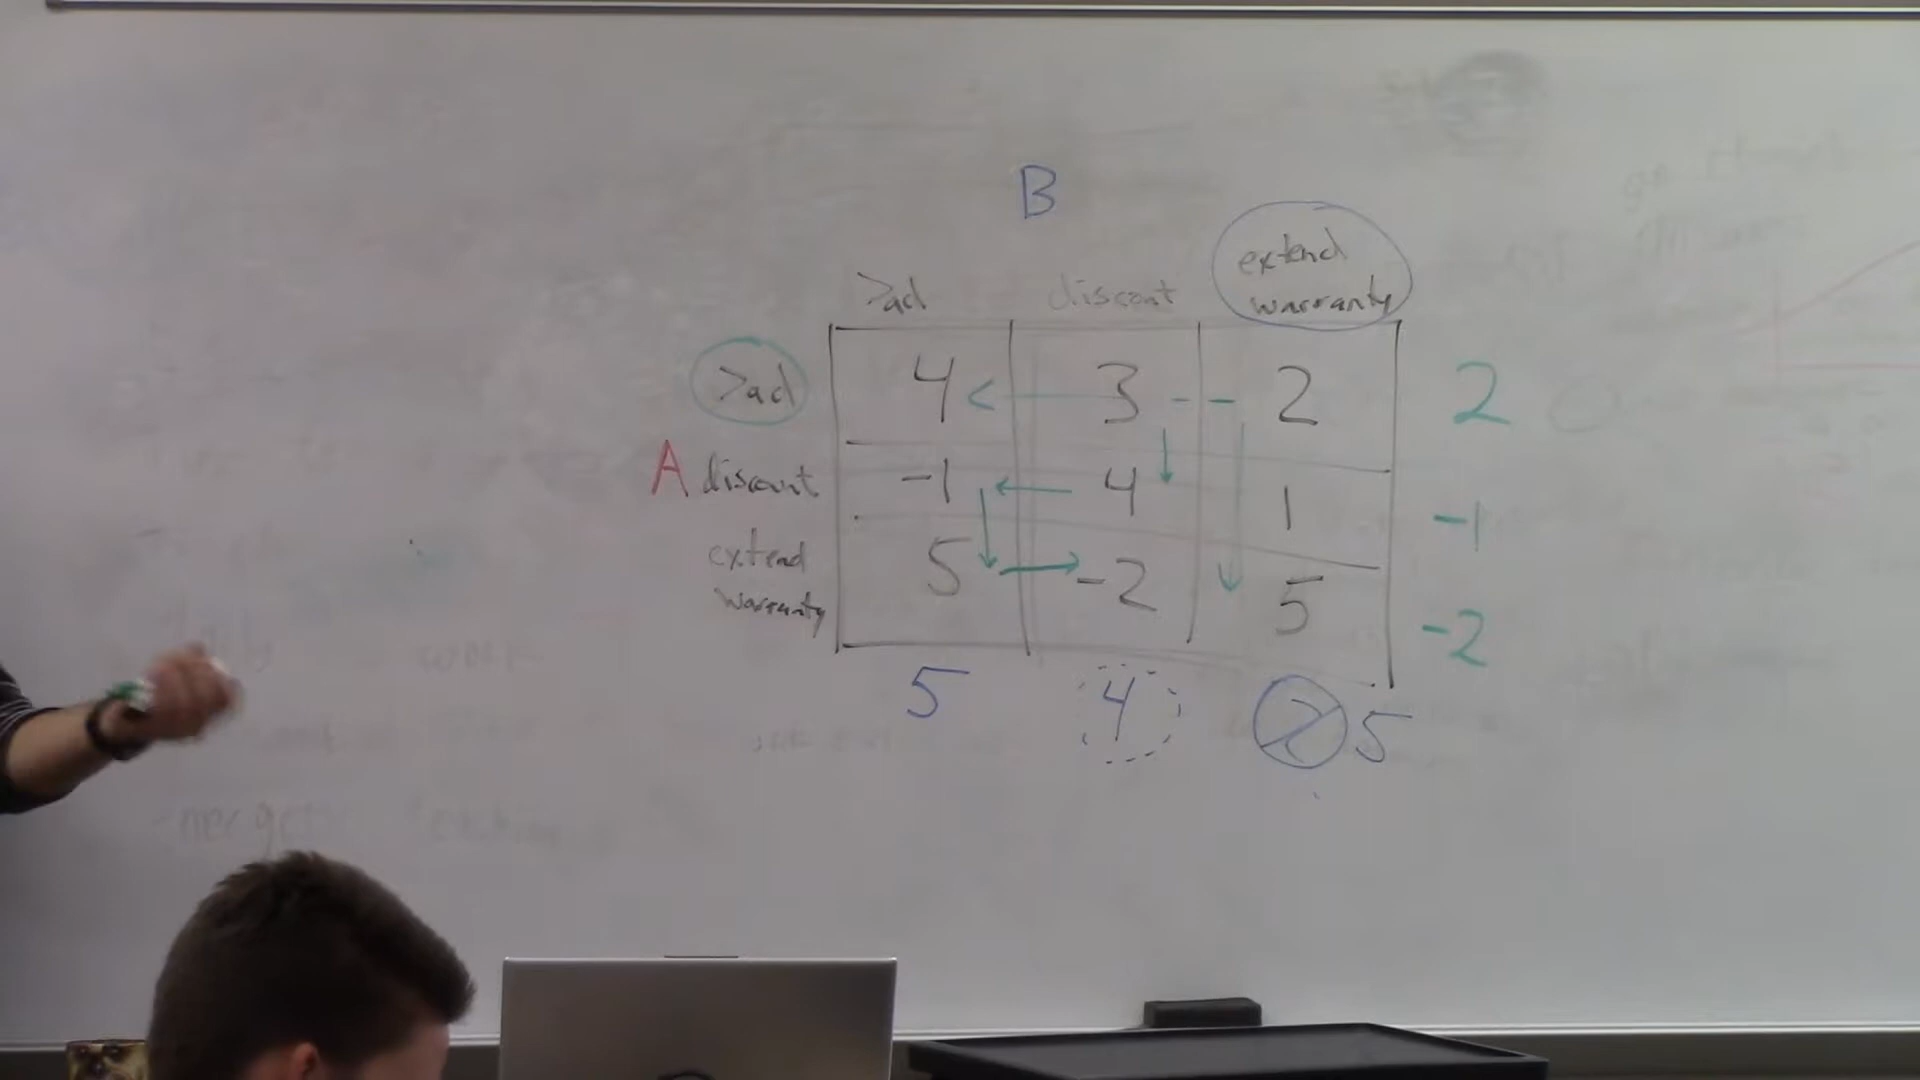 B
>ad discont extend
warranty
>ad 4 < 3 2 2
A discount -1 4 1 -1
extend
warranty 5 -2 5 -2
5 4 2 5